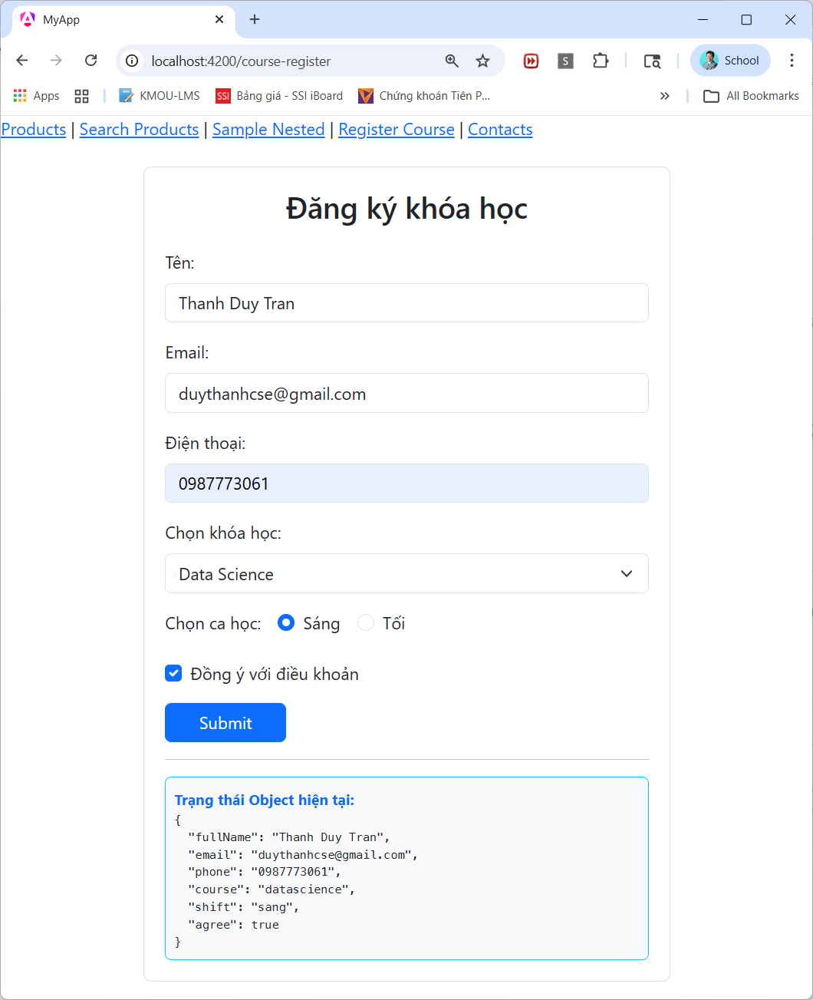 MyApp
localhost:4200/course-register
S
School
Apps
KMOU-LMS
SSI
Bảng giá - SSI iBoard
Chứng khoán Tiên P...
All Bookmarks
Products | Search Products | Sample Nested | Register Course | Contacts
Đăng ký khóa học
Tên:
Thanh Duy Tran
Email:
duythanhcse@gmail.com
Điện thoại:
0987773061
Chọn khóa học:
Data Science
Chọn ca học: Sáng Tối
Đồng ý với điều khoản
Submit
Trạng thái Object hiện tại:
{
  "fullName": "Thanh Duy Tran",
  "email": "duythanhcse@gmail.com",
  "phone": "0987773061",
  "course": "datascience",
  "shift": "sang",
  "agree": true
}